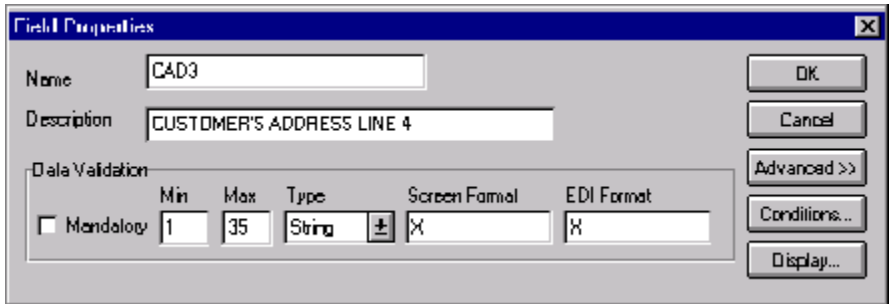 Field Properties
Name CAD3 OK
Description CUSTOMER'S ADDRESS LINE 4 Cancel
Data Validation Advanced >>
Min Max Type Screen Format EDI Format
Mandatory 1 35 String X X Conditions...
Display...